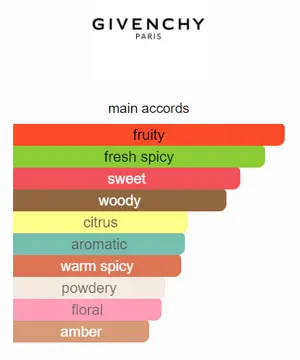 GIVENCHY
PARIS
main accords
fruity
fresh spicy
sweet
woody
citrus
aromatic
warm spicy
powdery
floral
amber